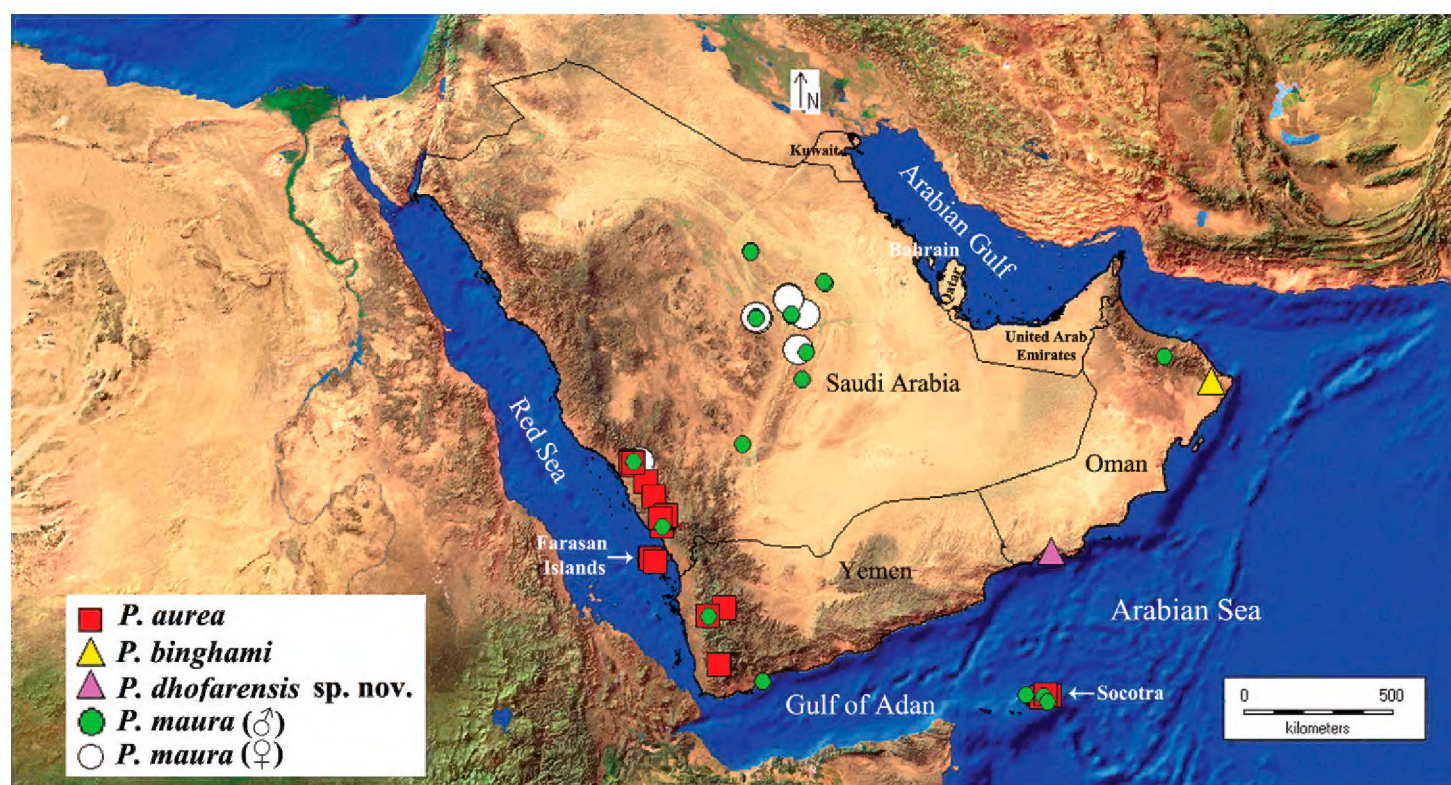 N
Kuwait
Arabian Gulf
Bahrain
Qatar
United Arab
Emirates
Saudi Arabia
Red Sea
Oman
Farasan
Islands
Yemen
Arabian Sea
Socotra
Gulf of Adan
P. aurea
P. binghami
P. dhofarensis sp. nov.
P. maura (♂)
P. maura (♀)
0 500
kilometers